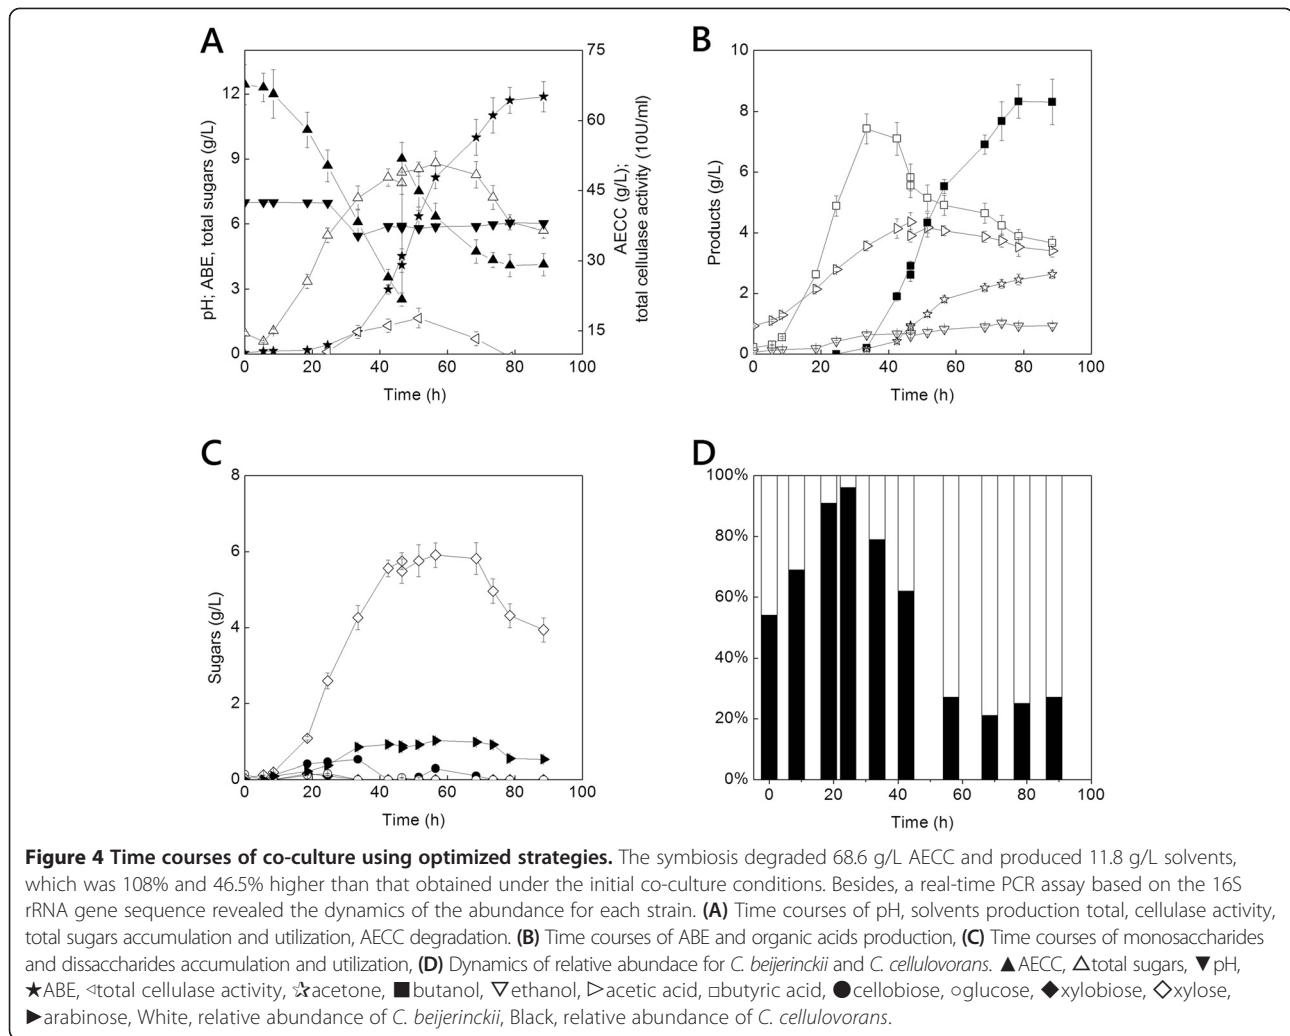 A
B
75
60
45
30
15
12
9
6
3
0
0 20 40 60 80 100
Time (h)
pH; ABE, total sugars (g/L)
AECC (g/L);
total cellulase activity (10U/ml)
10
8
6
4
2
0
0 20 40 60 80 100
Time (h)
Products (g/L)
C
D
8
6
4
2
0
0 20 40 60 80 100
Time (h)
Sugars (g/L)
100%
80%
60%
40%
20%
0%
0 20 40 60 80 100
Time (h)
Figure 4 Time courses of co-culture using optimized strategies. The symbiosis degraded 68.6 g/L AECC and produced 11.8 g/L solvents,
which was 108% and 46.5% higher than that obtained under the initial co-culture conditions. Besides, a real-time PCR assay based on the 16S
rRNA gene sequence revealed the dynamics of the abundance for each strain. (A) Time courses of pH, solvents production total, cellulase activity,
total sugars accumulation and utilization, AECC degradation. (B) Time courses of ABE and organic acids production, (C) Time courses of monosaccharides
and dissaccharides accumulation and utilization, (D) Dynamics of relative abundace for C. beijerinckii and C. cellulovorans. ▲AECC, △total sugars, ▼pH,
★ABE, ◁total cellulase activity, ☆acetone, ■butanol, ▽ethanol, ▷acetic acid, □butyric acid, ●cellobiose, ○glucose, ◆xylobiose, ◇xylose,
▶arabinose, White, relative abundance of C. beijerinckii, Black, relative abundance of C. cellulovorans.